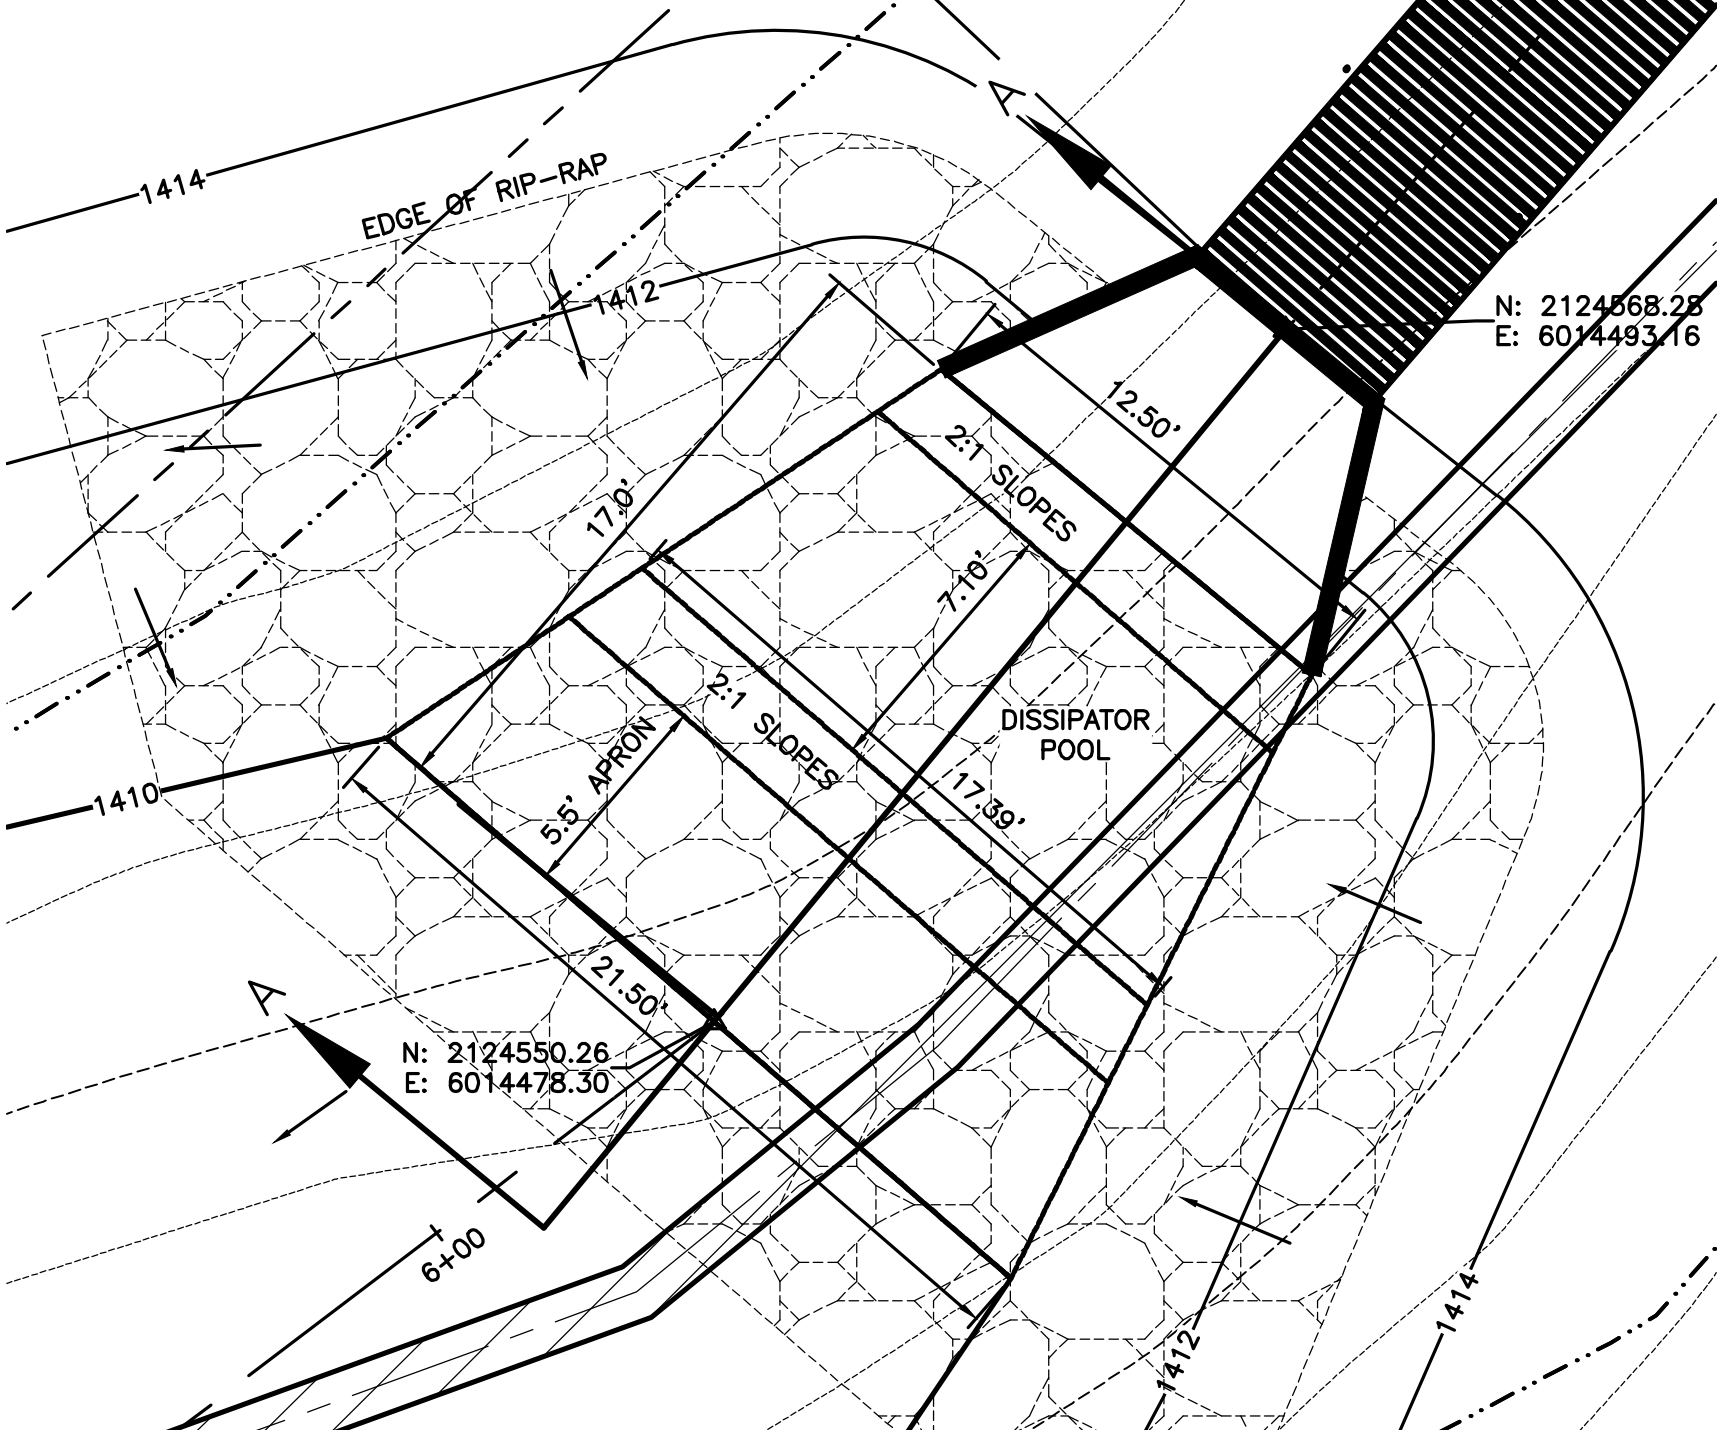 A
1414
EDGE OF RIP-RAP
1412
N: 2124568.28
E: 6014493.16
12.50'
2:1 SLOPES
17.0'
7.10'
2:1 SLOPES
DISSIPATOR
POOL
5.5' APRON
17.39'
1410
21.50'
A
N: 2124550.26
E: 6014478.30
6+00
1414
1412